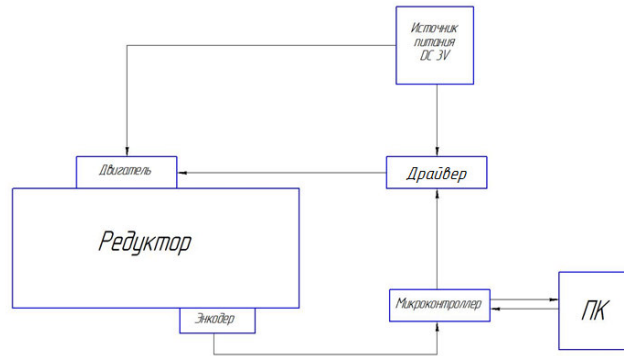 Источник
питания
DC 3V
Двигатель
Драйвер
Редуктор
Микроконтроллер
ПК
Энкодер